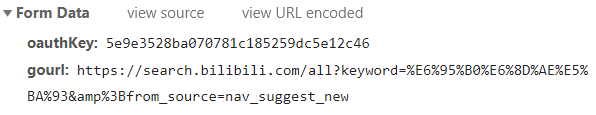 ▼ Form Data view source view URL encoded
oauthKey: 5e9e3528ba070781c185259dc5e12c46
gourl: https://search.bilibili.com/all?keyword=%E6%95%B0%E6%8D%AE%E5%
BA%93&amp%3Bfrom_source=nav_suggest_new